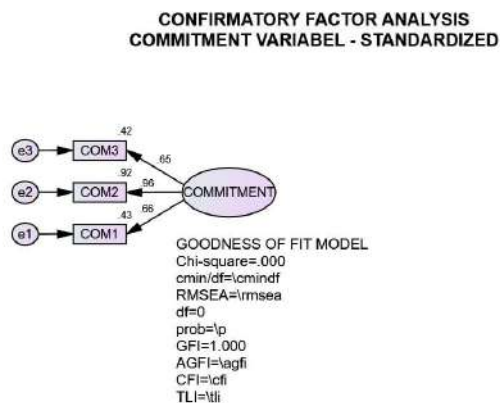 CONFIRMATORY FACTOR ANALYSIS
COMMITMENT VARIABEL - STANDARDIZED
.42
e3 COM3
.65
.92
e2 COM2 .96 COMMITMENT
.43 .66
e1 COM1
GOODNESS OF FIT MODEL
Chi-square=.000
cmin/df=\cmindf
RMSEA=\rmsea
df=0
prob=\p
GFI=1.000
AGFI=\agfi
CFI=\cfi
TLI=\tli